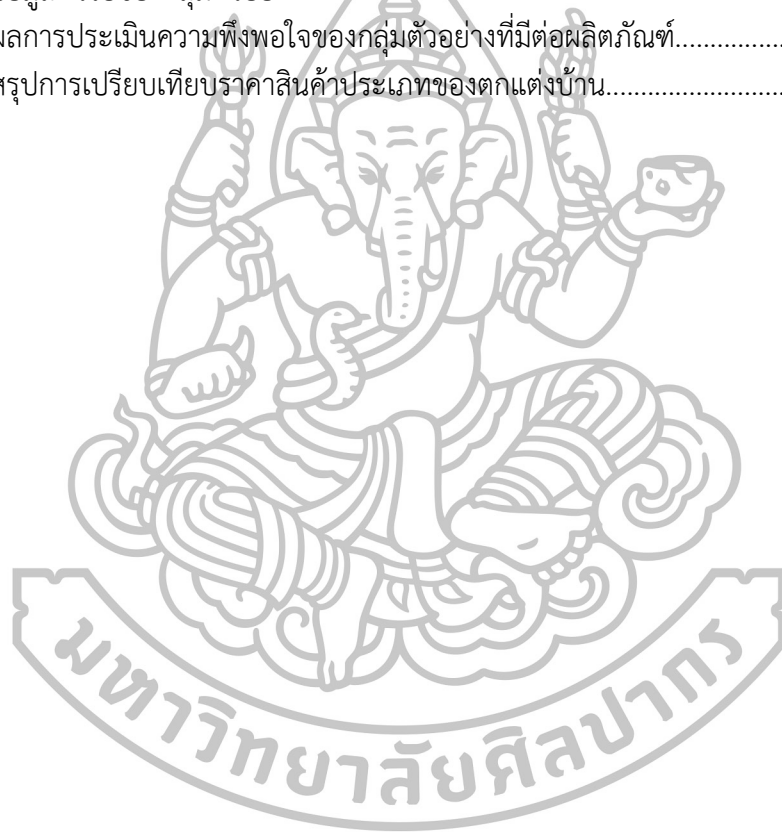 ผลการประเมินความพึงพอใจของกลุ่มตัวอย่างที่มีต่อผลิตภัณฑ์................
สรุปการเปรียบเทียบราคาสินค้าประเภทของตกแต่งบ้าน..........................
มหาวิทยาลัยศิลปากร